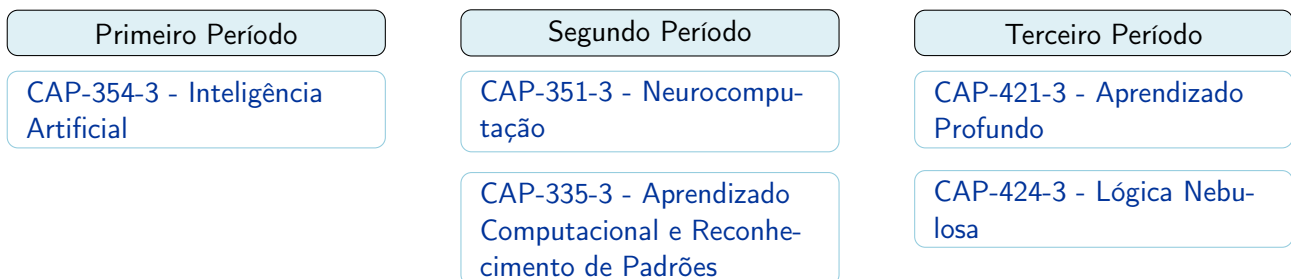 Primeiro Período
CAP-354-3 - Inteligência
Artificial
Segundo Período
CAP-351-3 - Neurocompu-
tação
CAP-335-3 - Aprendizado
Computacional e Reconhe-
cimento de Padrões
Terceiro Período
CAP-421-3 - Aprendizado
Profundo
CAP-424-3 - Lógica Nebu-
losa